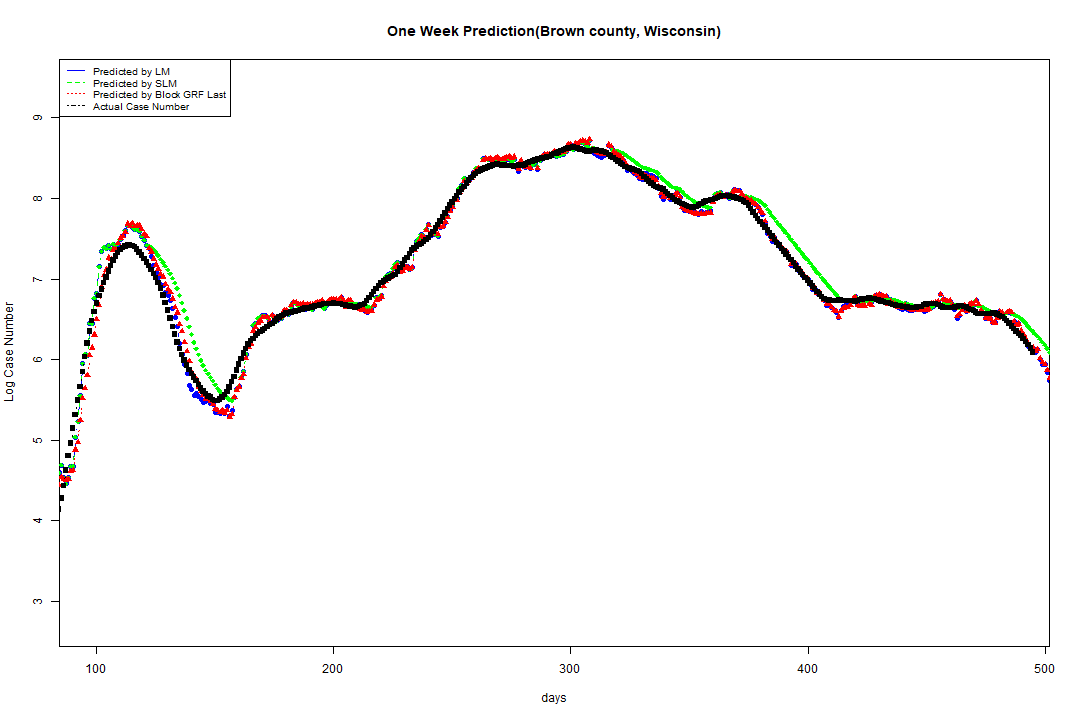 One Week Prediction(Brown county, Wisconsin)
Predicted by LM
Predicted by SLM
Predicted by Block GRF Last
Actual Case Number
9
8
7
6
5
4
3
Log Case Number
100 200 300 400 500
days